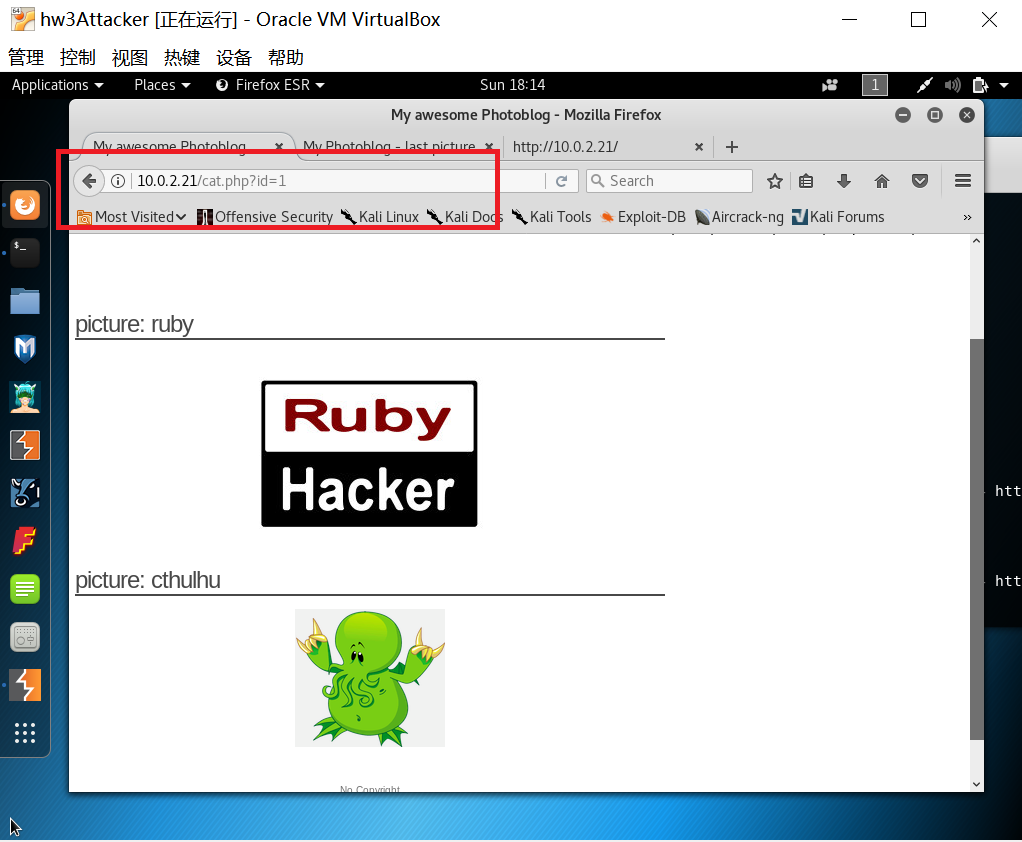 hw3Attacker [正在运行] - Oracle VM VirtualBox
管理 控制 视图 热键 设备 帮助
Applications Places Firefox ESR Sun 18:14 1
My awesome Photoblog - Mozilla Firefox
My awesome Photoblog My Photoblog - last picture http://10.0.2.21/
10.0.2.21/cat.php?id=1 Search
Most Visited Offensive Security Kali Linux Kali Docs Kali Tools Exploit-DB Aircrack-ng Kali Forums »
picture: ruby
Ruby
Hacker
htt
picture: cthulhu
htt
No Copyright